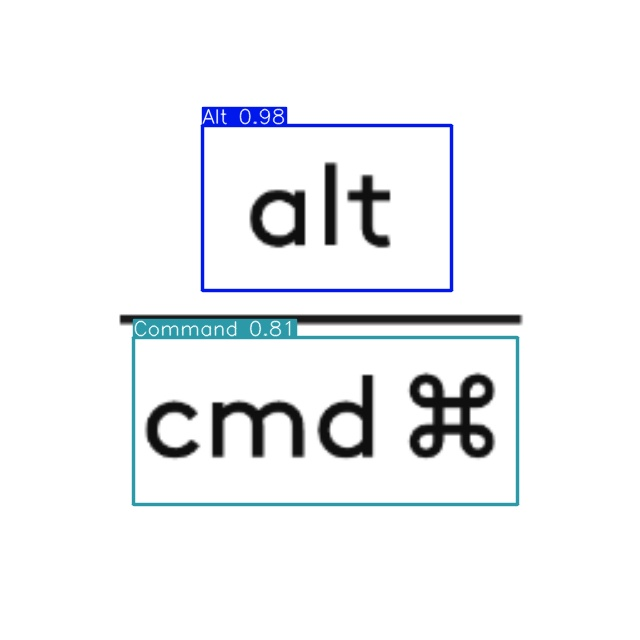 Alt 0.98
alt
Command 0.81
cmd ⌘